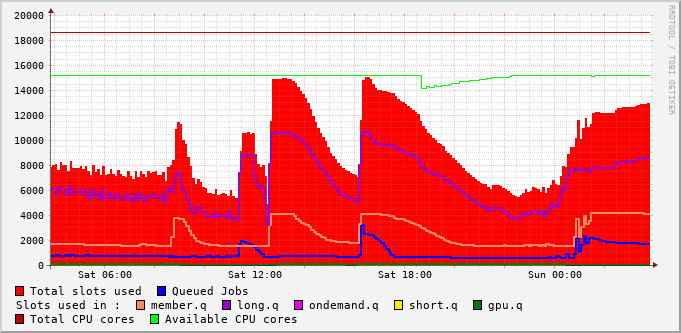 20000
18000
16000
14000
12000
10000
8000
6000
4000
2000
0
Sat 06:00 Sat 12:00 Sat 18:00 Sun 00:00
RRDTOOL / TOBI OETIKER
Total slots used Queued Jobs
Slots used in : member.q long.q ondemand.q short.q gpu.q
Total CPU cores Available CPU cores